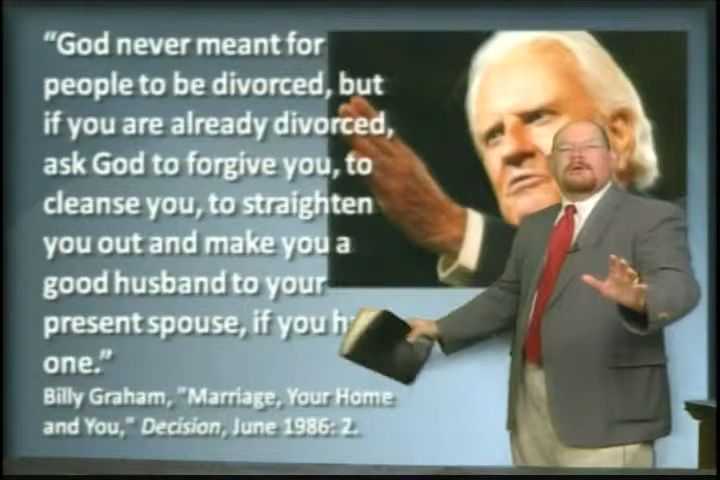 “God never meant for
people to be divorced, but
if you are already divorced,
ask God to forgive you, to
cleanse you, to straighten
you out and make you a
good husband to your
present spouse, if you
one.”
Billy Graham, "Marriage, Your Home
and You," Decision, June 1986: 2.